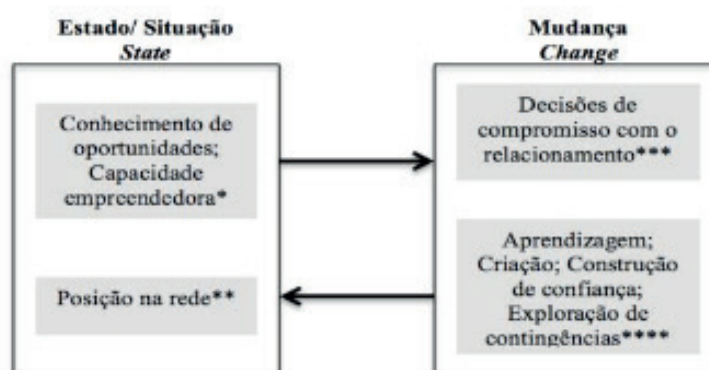 Estado/ Situação
State
Conhecimento de
oportunidades;
Capacidade
empreendedora*
Posição na rede**
Mudança
Change
Decisões de
compromisso com o
relacionamento***
Aprendizagem;
Criação; Construção
de confiança;
Exploração de
contingências****